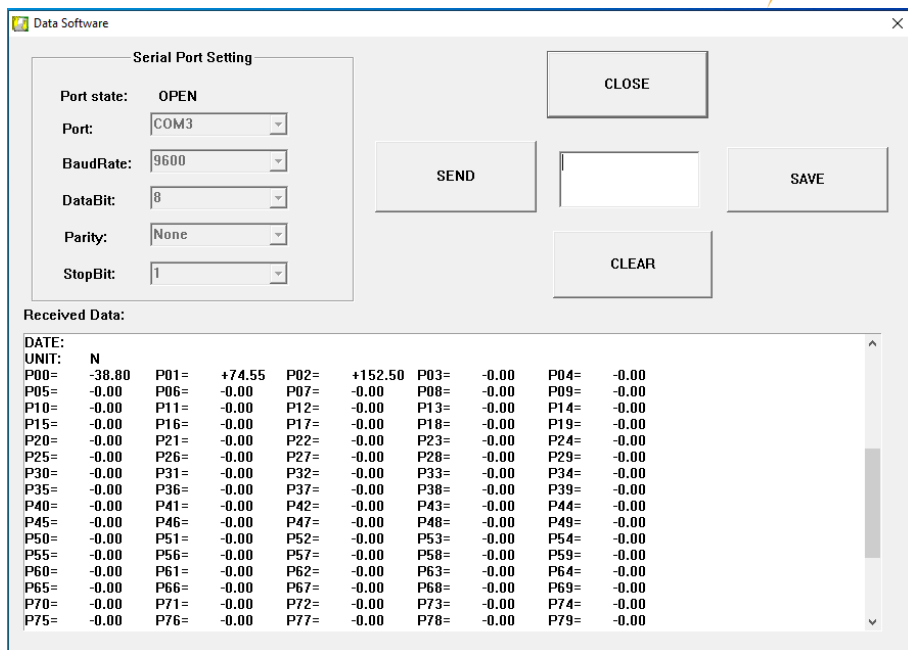 Data Software
Serial Port Setting
Port state: OPEN
Port: COM3
BaudRate: 9600
DataBit: 8
Parity: None
StopBit: 1
CLOSE
SEND
SAVE
CLEAR
Received Data:
DATE:
UNIT: N
P00= -38.80 P01= +74.55 P02= +152.50 P03= -0.00 P04= -0.00
P05= -0.00 P06= -0.00 P07= -0.00 P08= -0.00 P09= -0.00
P10= -0.00 P11= -0.00 P12= -0.00 P13= -0.00 P14= -0.00
P15= -0.00 P16= -0.00 P17= -0.00 P18= -0.00 P19= -0.00
P20= -0.00 P21= -0.00 P22= -0.00 P23= -0.00 P24= -0.00
P25= -0.00 P26= -0.00 P27= -0.00 P28= -0.00 P29= -0.00
P30= -0.00 P31= -0.00 P32= -0.00 P33= -0.00 P34= -0.00
P35= -0.00 P36= -0.00 P37= -0.00 P38= -0.00 P39= -0.00
P40= -0.00 P41= -0.00 P42= -0.00 P43= -0.00 P44= -0.00
P45= -0.00 P46= -0.00 P47= -0.00 P48= -0.00 P49= -0.00
P50= -0.00 P51= -0.00 P52= -0.00 P53= -0.00 P54= -0.00
P55= -0.00 P56= -0.00 P57= -0.00 P58= -0.00 P59= -0.00
P60= -0.00 P61= -0.00 P62= -0.00 P63= -0.00 P64= -0.00
P65= -0.00 P66= -0.00 P67= -0.00 P68= -0.00 P69= -0.00
P70= -0.00 P71= -0.00 P72= -0.00 P73= -0.00 P74= -0.00
P75= -0.00 P76= -0.00 P77= -0.00 P78= -0.00 P79= -0.00